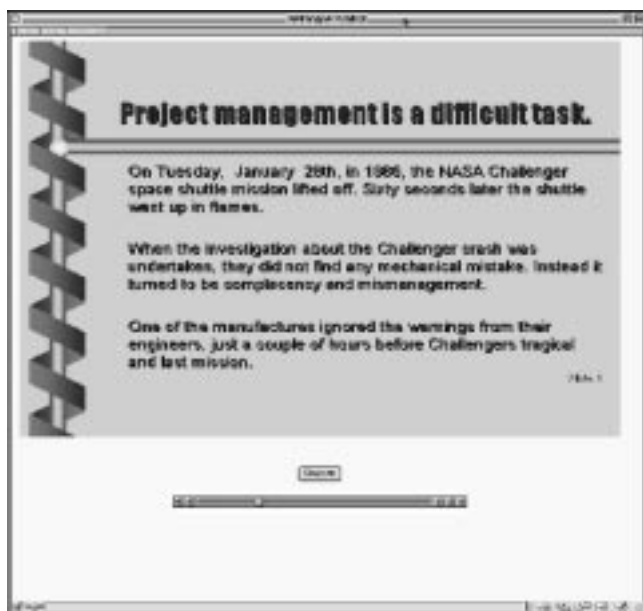 Project management is a difficult task.
On Tuesday, January 28th, in 1986, the NASA Challenger
space shuttle mission lifted off. Sixty seconds later the shuttle
went up in flames.
When the investigation about the Challenger crash was
undertaken, they did not find any mechanical mistake. Instead it
turned to be complacency and mismanagement.
One of the manufactures ignored the warnings from their
engineers, just a couple of hours before Challengers tragical
and last mission.